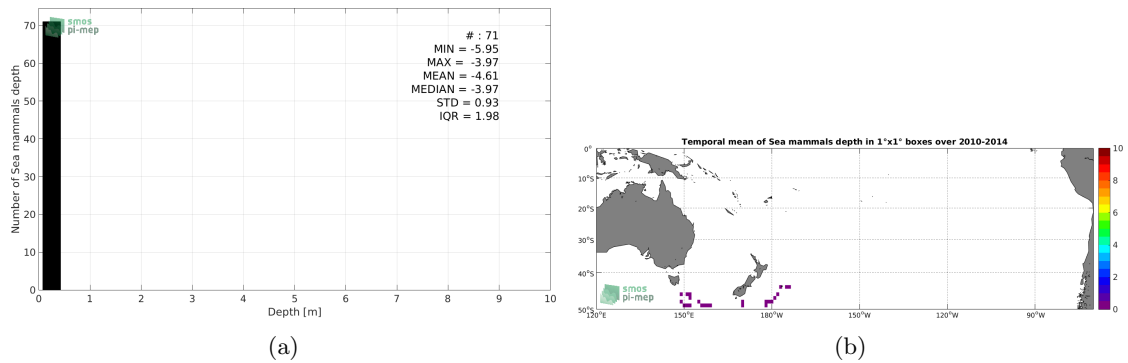 smos
pi-mep
# : 71
MIN = -5.95
MAX = -3.97
MEAN = -4.61
MEDIAN = -3.97
STD = 0.93
IQR = 1.98
Number of Sea mammals depth
70
60
50
40
30
20
10
0
0 1 2 3 4 5 6 7 8 9 10
Depth [m]
(a)
Temporal mean of Sea mammals depth in 1°x1° boxes over 2010-2014
0°
10°S
20°S
30°S
40°S
50°S
120°E 150°E 180°W 150°W 120°W 90°W
smos
pi-mep
10
8
6
4
2
0
(b)